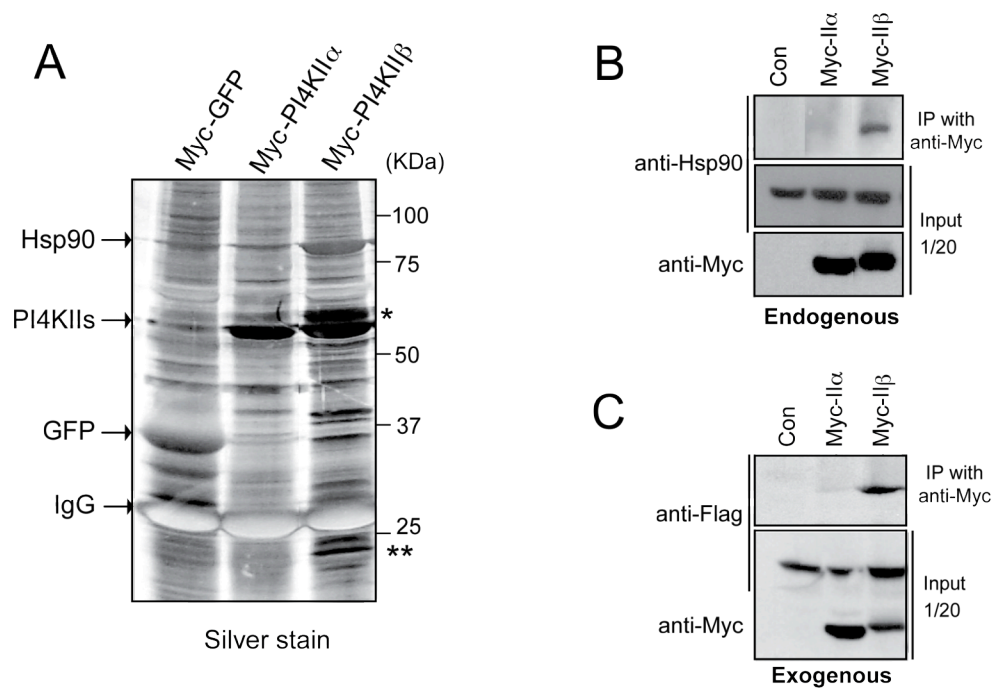 A
Myc-GFP
Myc-PI4KIIα
Myc-PI4KIIβ
(KDa)
Hsp90
100
75
PI4KIIs
*
50
GFP
37
IgG
25
**
Silver stain
B
Con
Myc-IIα
Myc-IIβ
anti-Hsp90
IP with
anti-Myc
Input
1/20
anti-Myc
Endogenous
C
Con
Myc-IIα
Myc-IIβ
anti-Flag
IP with
anti-Myc
Input
1/20
anti-Myc
Exogenous